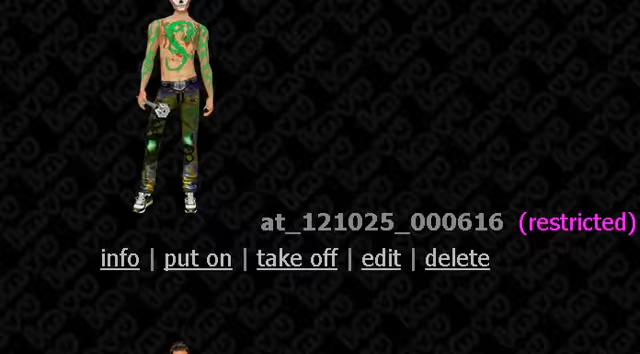 at_121025_000616 (restricted)
info | put on | take off | edit | delete